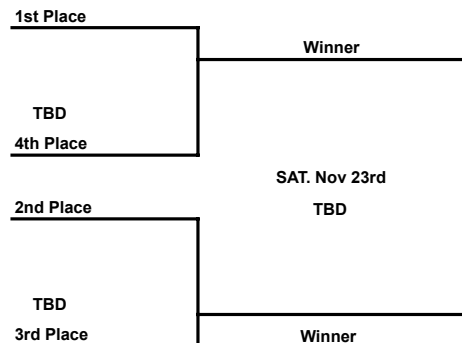 1st Place
Winner
TBD
4th Place
SAT. Nov 23rd
2nd Place
TBD
TBD
3rd Place
Winner